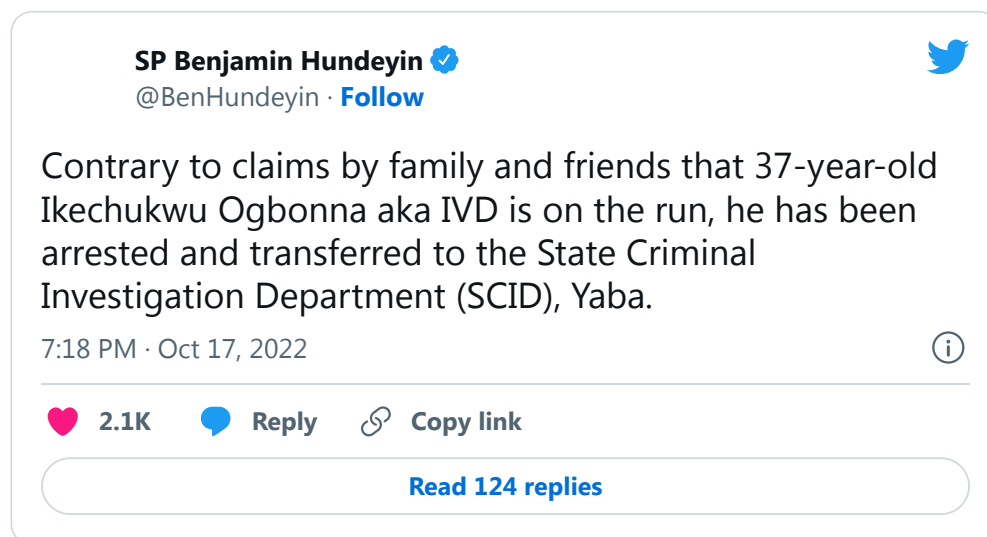 SP Benjamin Hundeyin
@BenHundeyin · Follow
Contrary to claims by family and friends that 37-year-old
Ikechukwu Ogbonna aka IVD is on the run, he has been
arrested and transferred to the State Criminal
Investigation Department (SCID), Yaba.
7:18 PM · Oct 17, 2022
2.1K Reply Copy link
Read 124 replies